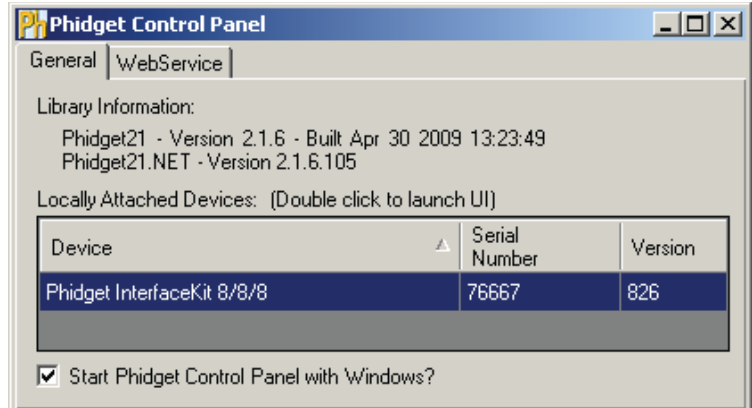 Ph Phidget Control Panel
General WebService
Library Information:
Phidget21 - Version 2.1.6 - Built Apr 30 2009 13:23:49
Phidget21.NET - Version 2.1.6.105
Locally Attached Devices: (Double click to launch UI)
Device Serial Number Version
Phidget InterfaceKit 8/8/8 76667 826
Start Phidget Control Panel with Windows?